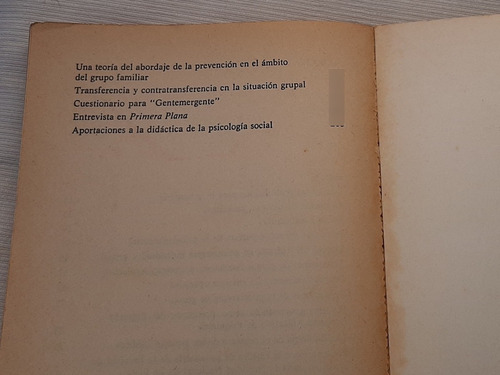 Una teoría del abordaje de la prevención en el ámbito
del grupo familiar
Transferencia y contratransferencia en la situación grupal
Cuestionario para "Gentemergente"
Entrevista en Primera Plana
Aportaciones a la didáctica de la psicología social